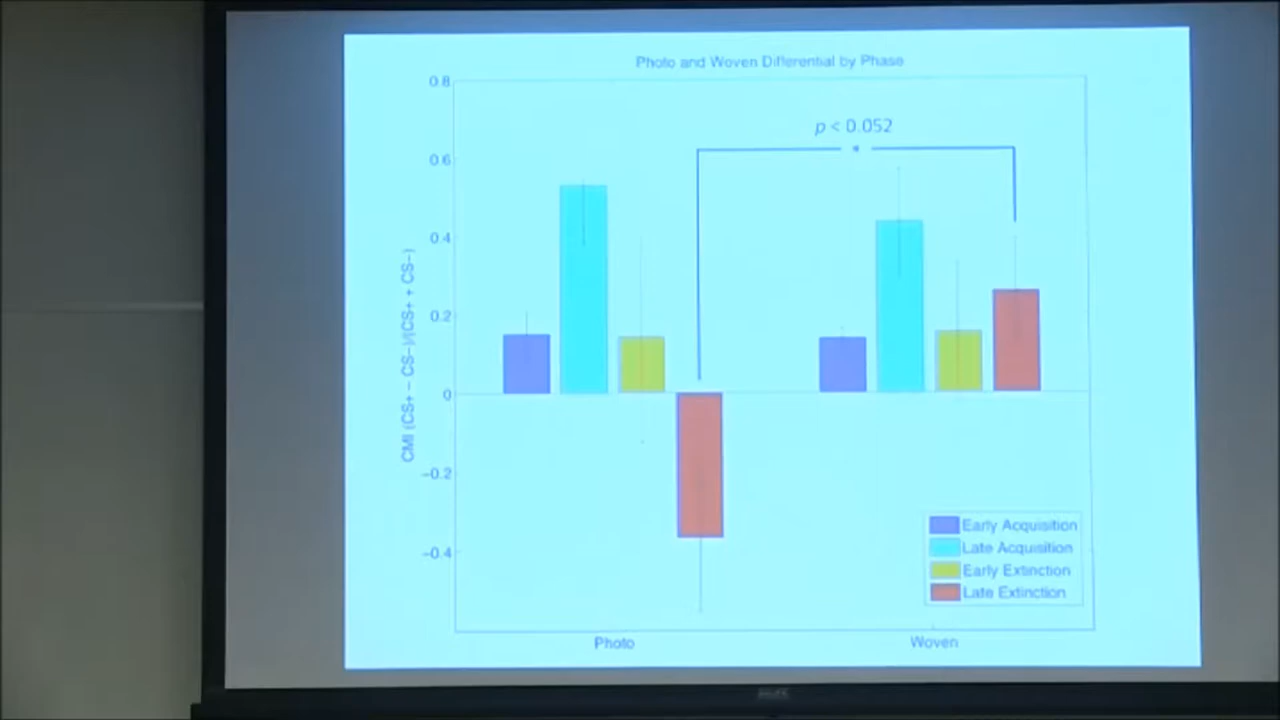 Photo and Woven Differential by Phase
0.8
p < 0.052
*
0.6
0.4
0.2
0
−0.2
−0.4
CMI (CS+ − CS−)/(CS+ + CS−)
Early Acquisition
Late Acquisition
Early Extinction
Late Extinction
Photo
Woven